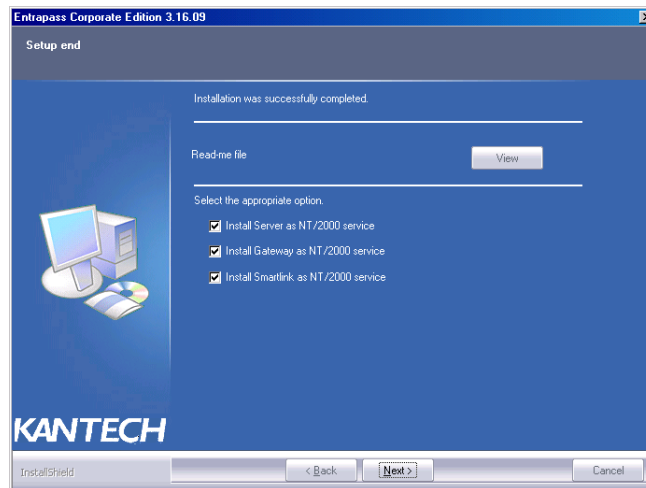 Entrapass Corporate Edition 3.16.09
Setup end
Installation was successfully completed.
Read-me file
View
Select the appropriate option.
Install Server as NT/2000 service
Install Gateway as NT/2000 service
Install Smartlink as NT/2000 service
KANTECH
InstallShield
< Back
Next >
Cancel